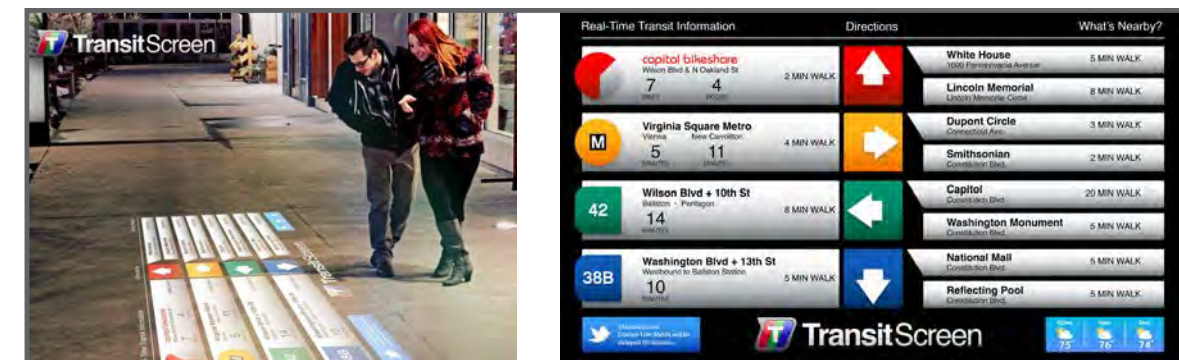 TransitScreen
Real-Time Transit Information
Directions
What's Nearby?
capital bikeshare
Wilson Blvd & N Oakland St
7 4
2 MIN WALK
White House
1600 Pennsylvania Avenue
5 MIN WALK
Lincoln Memorial
Lincoln Memorial Circle
8 MIN WALK
M
Virginia Square Metro
Vienna New Carrollton
5 11
MINUTES MINUTES
4 MIN WALK
Dupont Circle
Connecticut Ave.
3 MIN WALK
Smithsonian
Constitution Blvd.
2 MIN WALK
42
Wilson Blvd + 10th St
Ballston - Pentagon
14
MINUTES
8 MIN WALK
Capitol
Constitution Blvd.
20 MIN WALK
Washington Monument
Constitution Blvd.
5 MIN WALK
38B
Washington Blvd + 13th St
Westbound to Ballston Station
10
MINUTES
5 MIN WALK
National Mall
Constitution Blvd.
5 MIN WALK
Reflecting Pool
Constitution Blvd.
5 MIN WALK
TransitScreen
75° 76° 74°